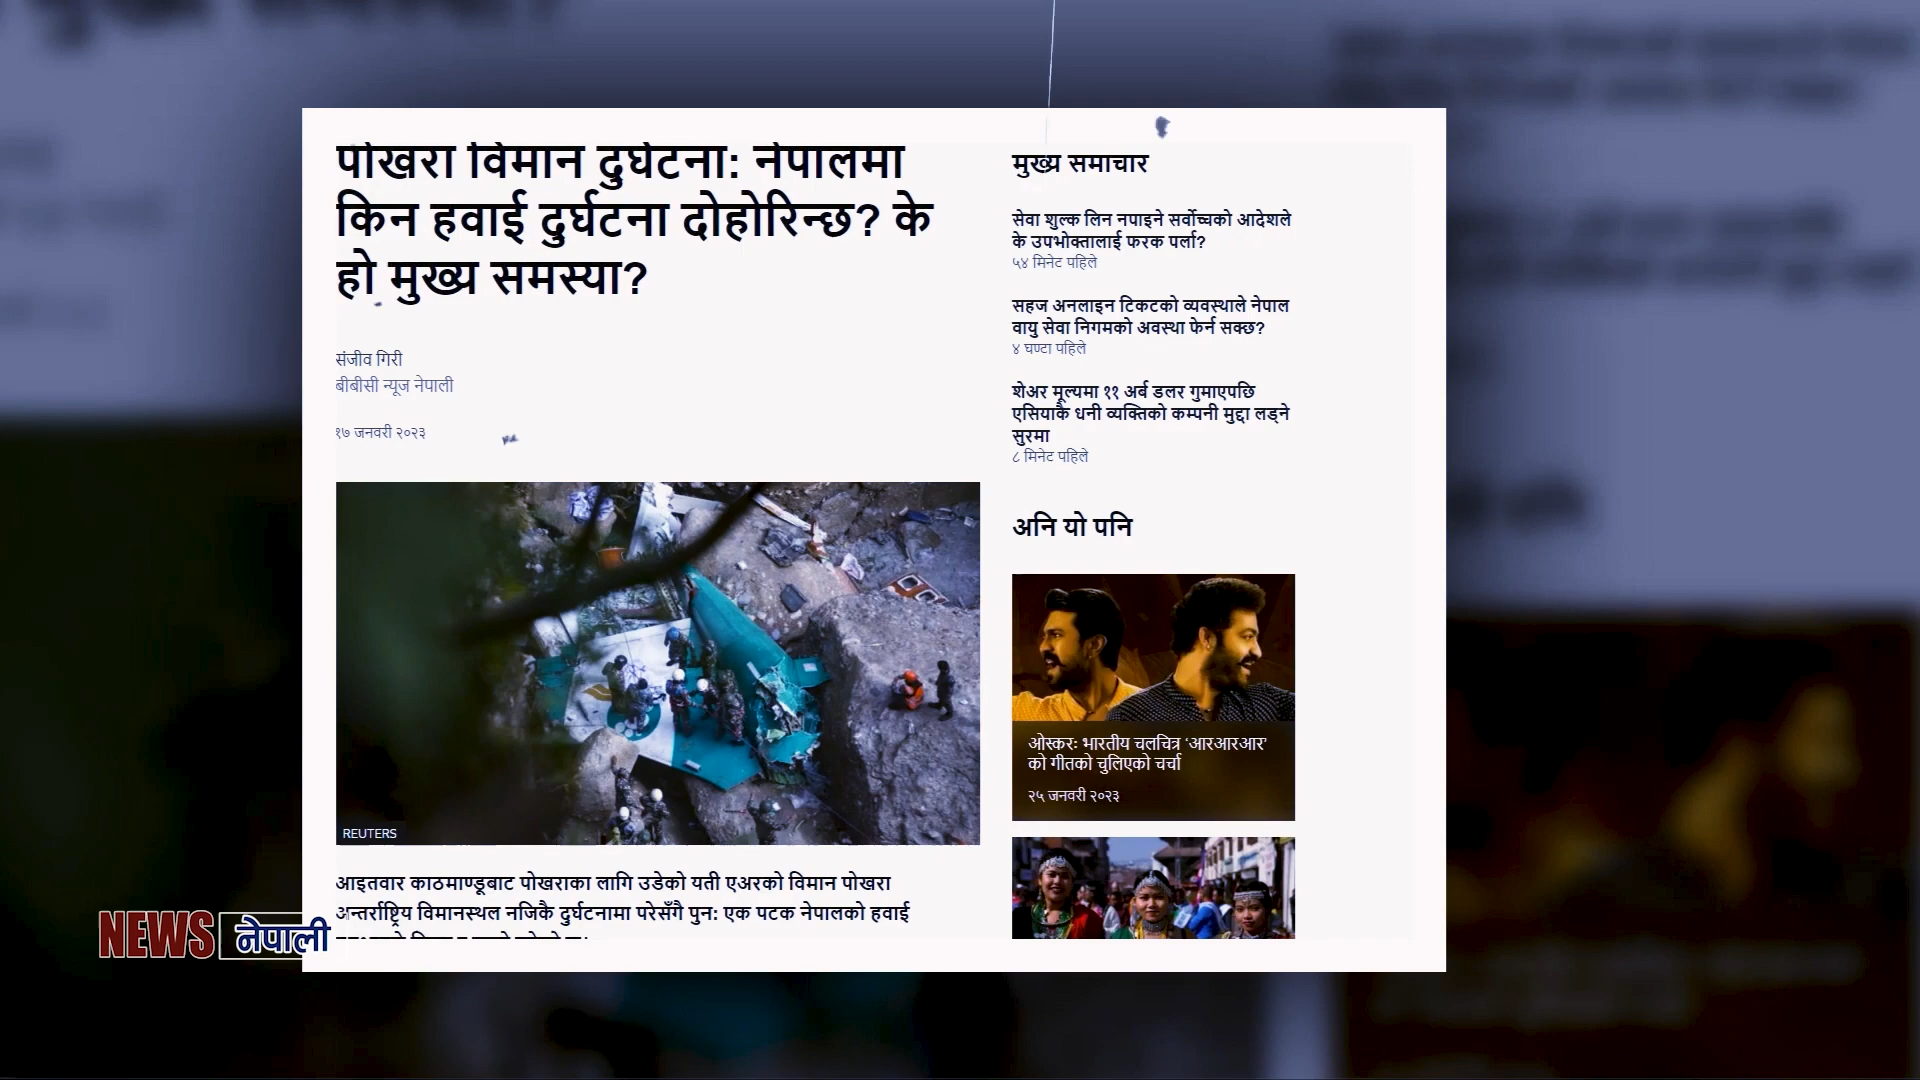 पोखरा विमान दुर्घटना: नेपालमा
किन हवाई दुर्घटना दोहोरिन्छ? के
हो मुख्य समस्या?
संजीव गिरी
बीबीसी न्यूज नेपाली
१७ जनवरी २०२३
REUTERS
आइतवार काठमाण्डूबाट पोखराका लागि उडेको यती एअरको विमान पोखरा
अन्तर्राष्ट्रिय विमानस्थल नजिकै दुर्घटनामा परेसँगै पुन: एक पटक नेपालको हवाई
मुख्य समाचार
सेवा शुल्क लिन नपाइने सर्वोच्चको आदेशले
के उपभोक्तालाई फरक पर्ला?
५४ मिनेट पहिले
सहज अनलाइन टिकटको व्यवस्थाले नेपाल
वायु सेवा निगमको अवस्था फेर्न सक्छ?
४ घण्टा पहिले
शेअर मूल्यमा ११ अर्ब डलर गुमाएपछि
एसियाकै धनी व्यक्तिको कम्पनी मुद्दा लड्ने
सुरमा
८ मिनेट पहिले
अनि यो पनि
ओस्करः भारतीय चलचित्र ‘आरआरआर’
को गीतको चुलिएको चर्चा
२५ जनवरी २०२३
NEWS नेपाली